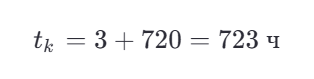 t_k = 3 + 720 = 723 ч